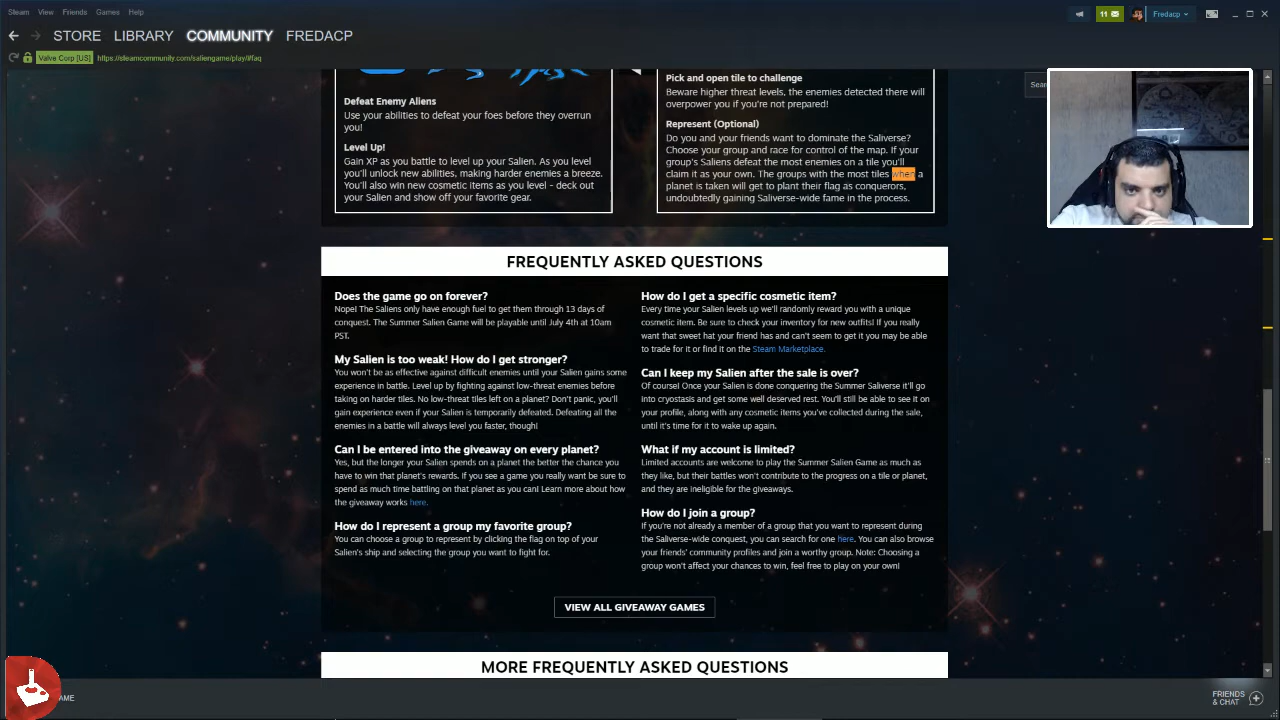 Steam View Friends Games Help
11
Fredacp
STORE LIBRARY COMMUNITY FREDACP
Valve Corp [US] https://steamcommunity.com/saliengame/play/#faq
Defeat Enemy Aliens
Use your abilities to defeat your foes before they overrun
you!
Level Up!
Gain XP as you battle to level up your Salien. As you level
you'll unlock new abilities, making harder enemies a breeze.
You'll also win new cosmetic items as you level - deck out
your Salien and show off your favorite gear.
Pick and open tile to challenge
Beware higher threat levels, the enemies detected there will
overpower you if you're not prepared!
Represent (Optional)
Do you and your friends want to dominate the Saliverse?
Choose your group and race for control of the map. If your
group's Saliens defeat the most enemies on a tile you'll
claim it as your own. The groups with the most tiles when a
planet is taken will get to plant their flag as conquerors,
undoubtedly gaining Saliverse-wide fame in the process.
Sear
FREQUENTLY ASKED QUESTIONS
Does the game go on forever?
Nope! The Saliens only have enough fuel to get them through 13 days of
conquest. The Summer Salien Game will be playable until July 4th at 10am
PST.
My Salien is too weak! How do I get stronger?
You won't be as effective against difficult enemies until your Salien gains some
experience in battle. Level up by fighting against low-threat enemies before
taking on harder tiles. No low-threat tiles left on a planet? Don't panic, you'll
gain experience even if your Salien is temporarily defeated. Defeating all the
enemies in a battle will always level you faster, though!
Can I be entered into the giveaway on every planet?
Yes, but the longer your Salien spends on a planet the better the chance you
have to win that planet's rewards. If you see a game you really want be sure to
spend as much time battling on that planet as you can! Learn more about how
the giveaway works here.
How do I represent a group my favorite group?
You can choose a group to represent by clicking the flag on top of your
Salien's ship and selecting the group you want to fight for.
How do I get a specific cosmetic item?
Every time your Salien levels up we'll randomly reward you with a unique
cosmetic item. Be sure to check your inventory for new outfits! If you really
want that sweet hat your friend has and can't seem to get it you may be able
to trade for it or find it on the Steam Marketplace.
Can I keep my Salien after the sale is over?
Of course! Once your Salien is done conquering the Summer Saliverse it'll go
into cryostasis and get some well deserved rest. You'll still be able to see it on
your profile, along with any cosmetic items you've collected during the sale,
until it's time for it to wake up again.
What if my account is limited?
Limited accounts are welcome to play the Summer Salien Game as much as
they like, but their battles won't contribute to the progress on a tile or planet,
and they are ineligible for the giveaways.
How do I join a group?
If you're not already a member of a group that you want to represent during
the Saliverse-wide conquest, you can search for one here. You can also browse
your friends' community profiles and join a worthy group. Note: Choosing a
group won't affect your chances to win, feel free to play on your own!
VIEW ALL GIVEAWAY GAMES
MORE FREQUENTLY ASKED QUESTIONS
AME
FRIENDS
& CHAT